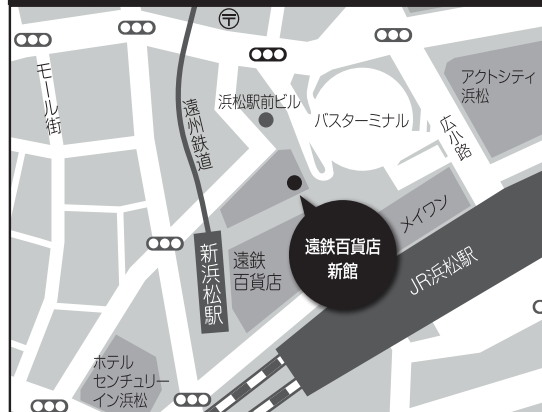 〒
モール街
遠州鉄道
浜松駅前ビル
バスターミナル
アクトシティ
浜松
広小路
メイワン
遠鉄百貨店
新館
新浜松駅
遠鉄
百貨店
JR浜松駅
ホテル
センチュリー
イン浜松